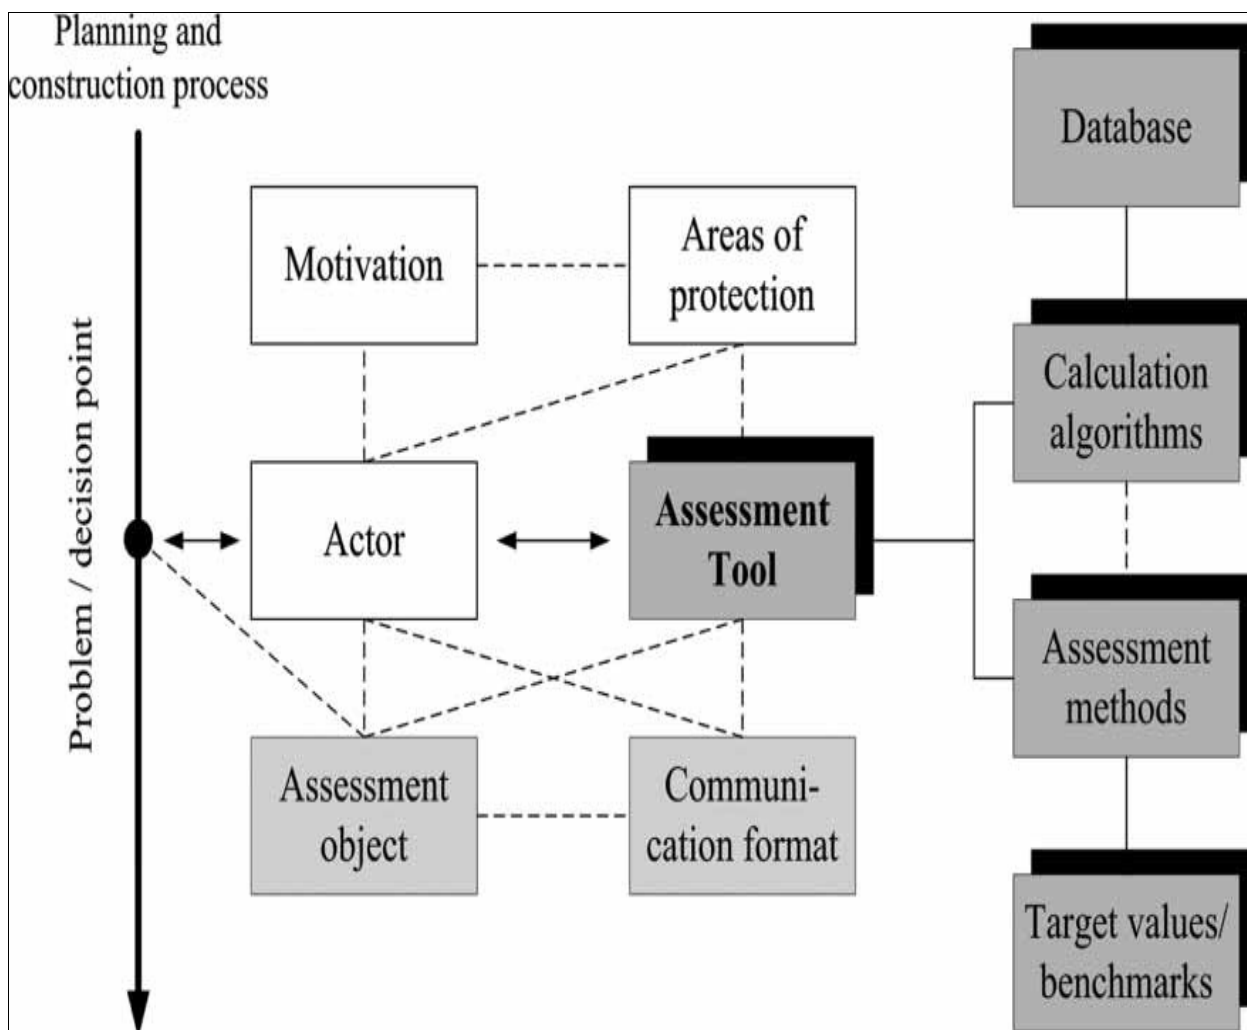 Planning and
construction process
Problem / decision point
Motivation
Areas of
protection
Actor
Assessment
Tool
Assessment
object
Communi-
cation format
Database
Calculation
algorithms
Assessment
methods
Target values/
benchmarks